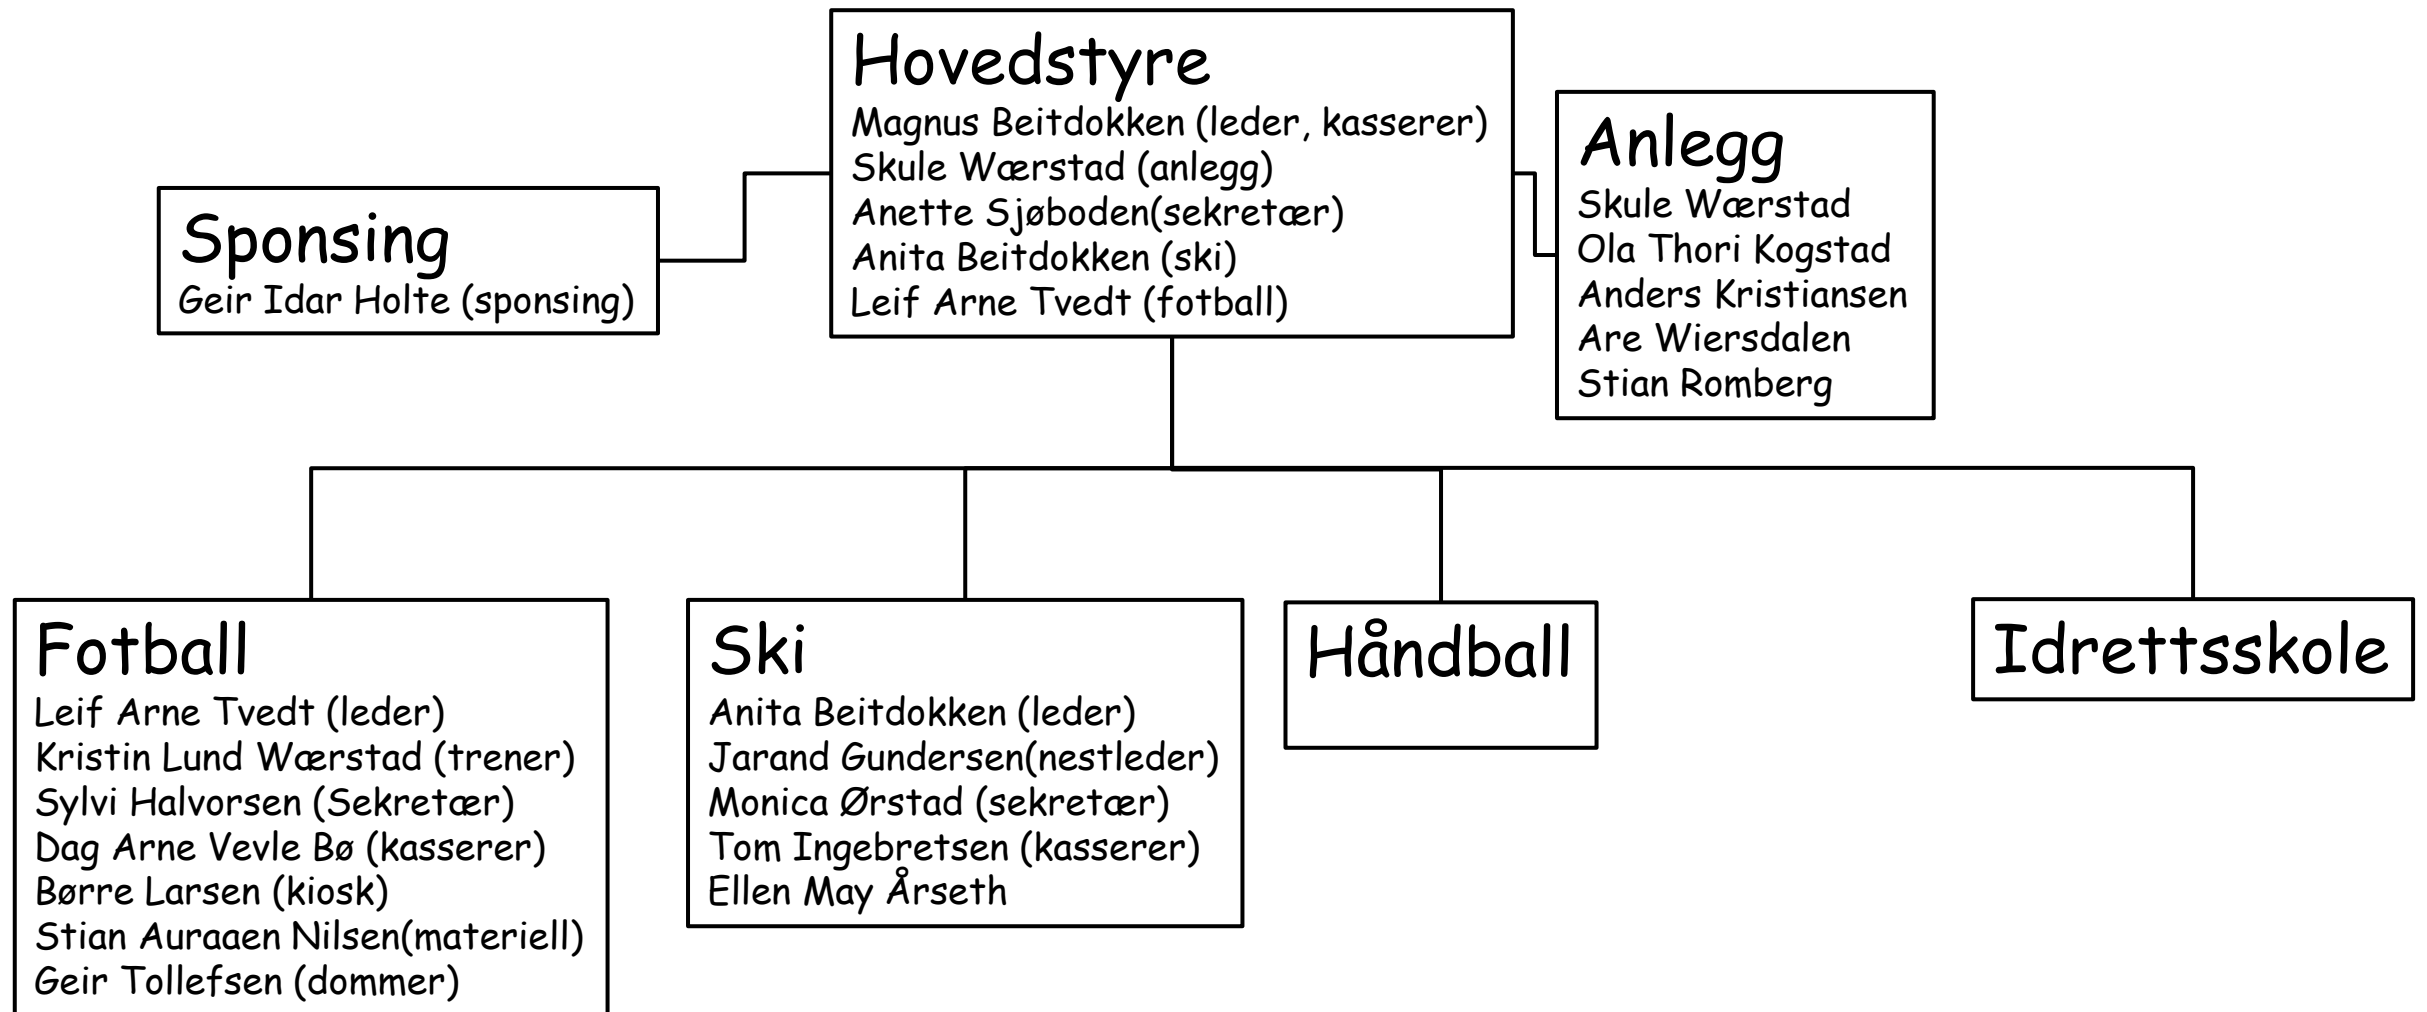 Hovedstyre
Magnus Beitdokken (leder, kasserer)
Skule Wærstad (anlegg)
Anette Sjøboden(sekretær)
Anita Beitdokken (ski)
Leif Arne Tvedt (fotball)
Anlegg
Skule Wærstad
Ola Thori Kogstad
Anders Kristiansen
Are Wiersdalen
Stian Romberg
Sponsing
Geir Idar Holte (sponsing)
Fotball
Leif Arne Tvedt (leder)
Kristin Lund Wærstad (trener)
Sylvi Halvorsen (Sekretær)
Dag Arne Vevle Bø (kasserer)
Børre Larsen (kiosk)
Stian Auraaen Nilsen(materiell)
Geir Tollefsen (dommer)
Ski
Anita Beitdokken (leder)
Jarand Gundersen(nestleder)
Monica Ørstad (sekretær)
Tom Ingebretsen (kasserer)
Ellen May Årseth
Håndball
Idrettsskole